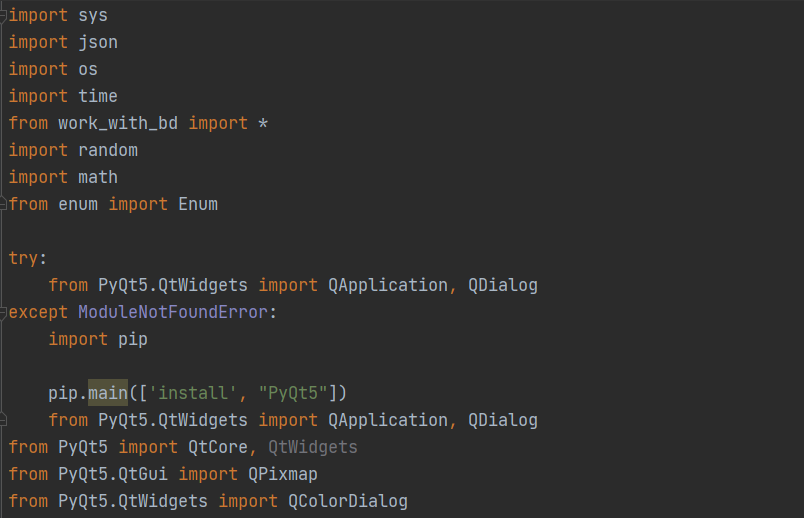 import sys
import json
import os
import time
from work_with_bd import *
import random
import math
from enum import Enum

try:
    from PyQt5.QtWidgets import QApplication, QDialog
except ModuleNotFoundError:
    import pip

    pip.main(['install', "PyQt5"])
    from PyQt5.QtWidgets import QApplication, QDialog
from PyQt5 import QtCore, QtWidgets
from PyQt5.QtGui import QPixmap
from PyQt5.QtWidgets import QColorDialog